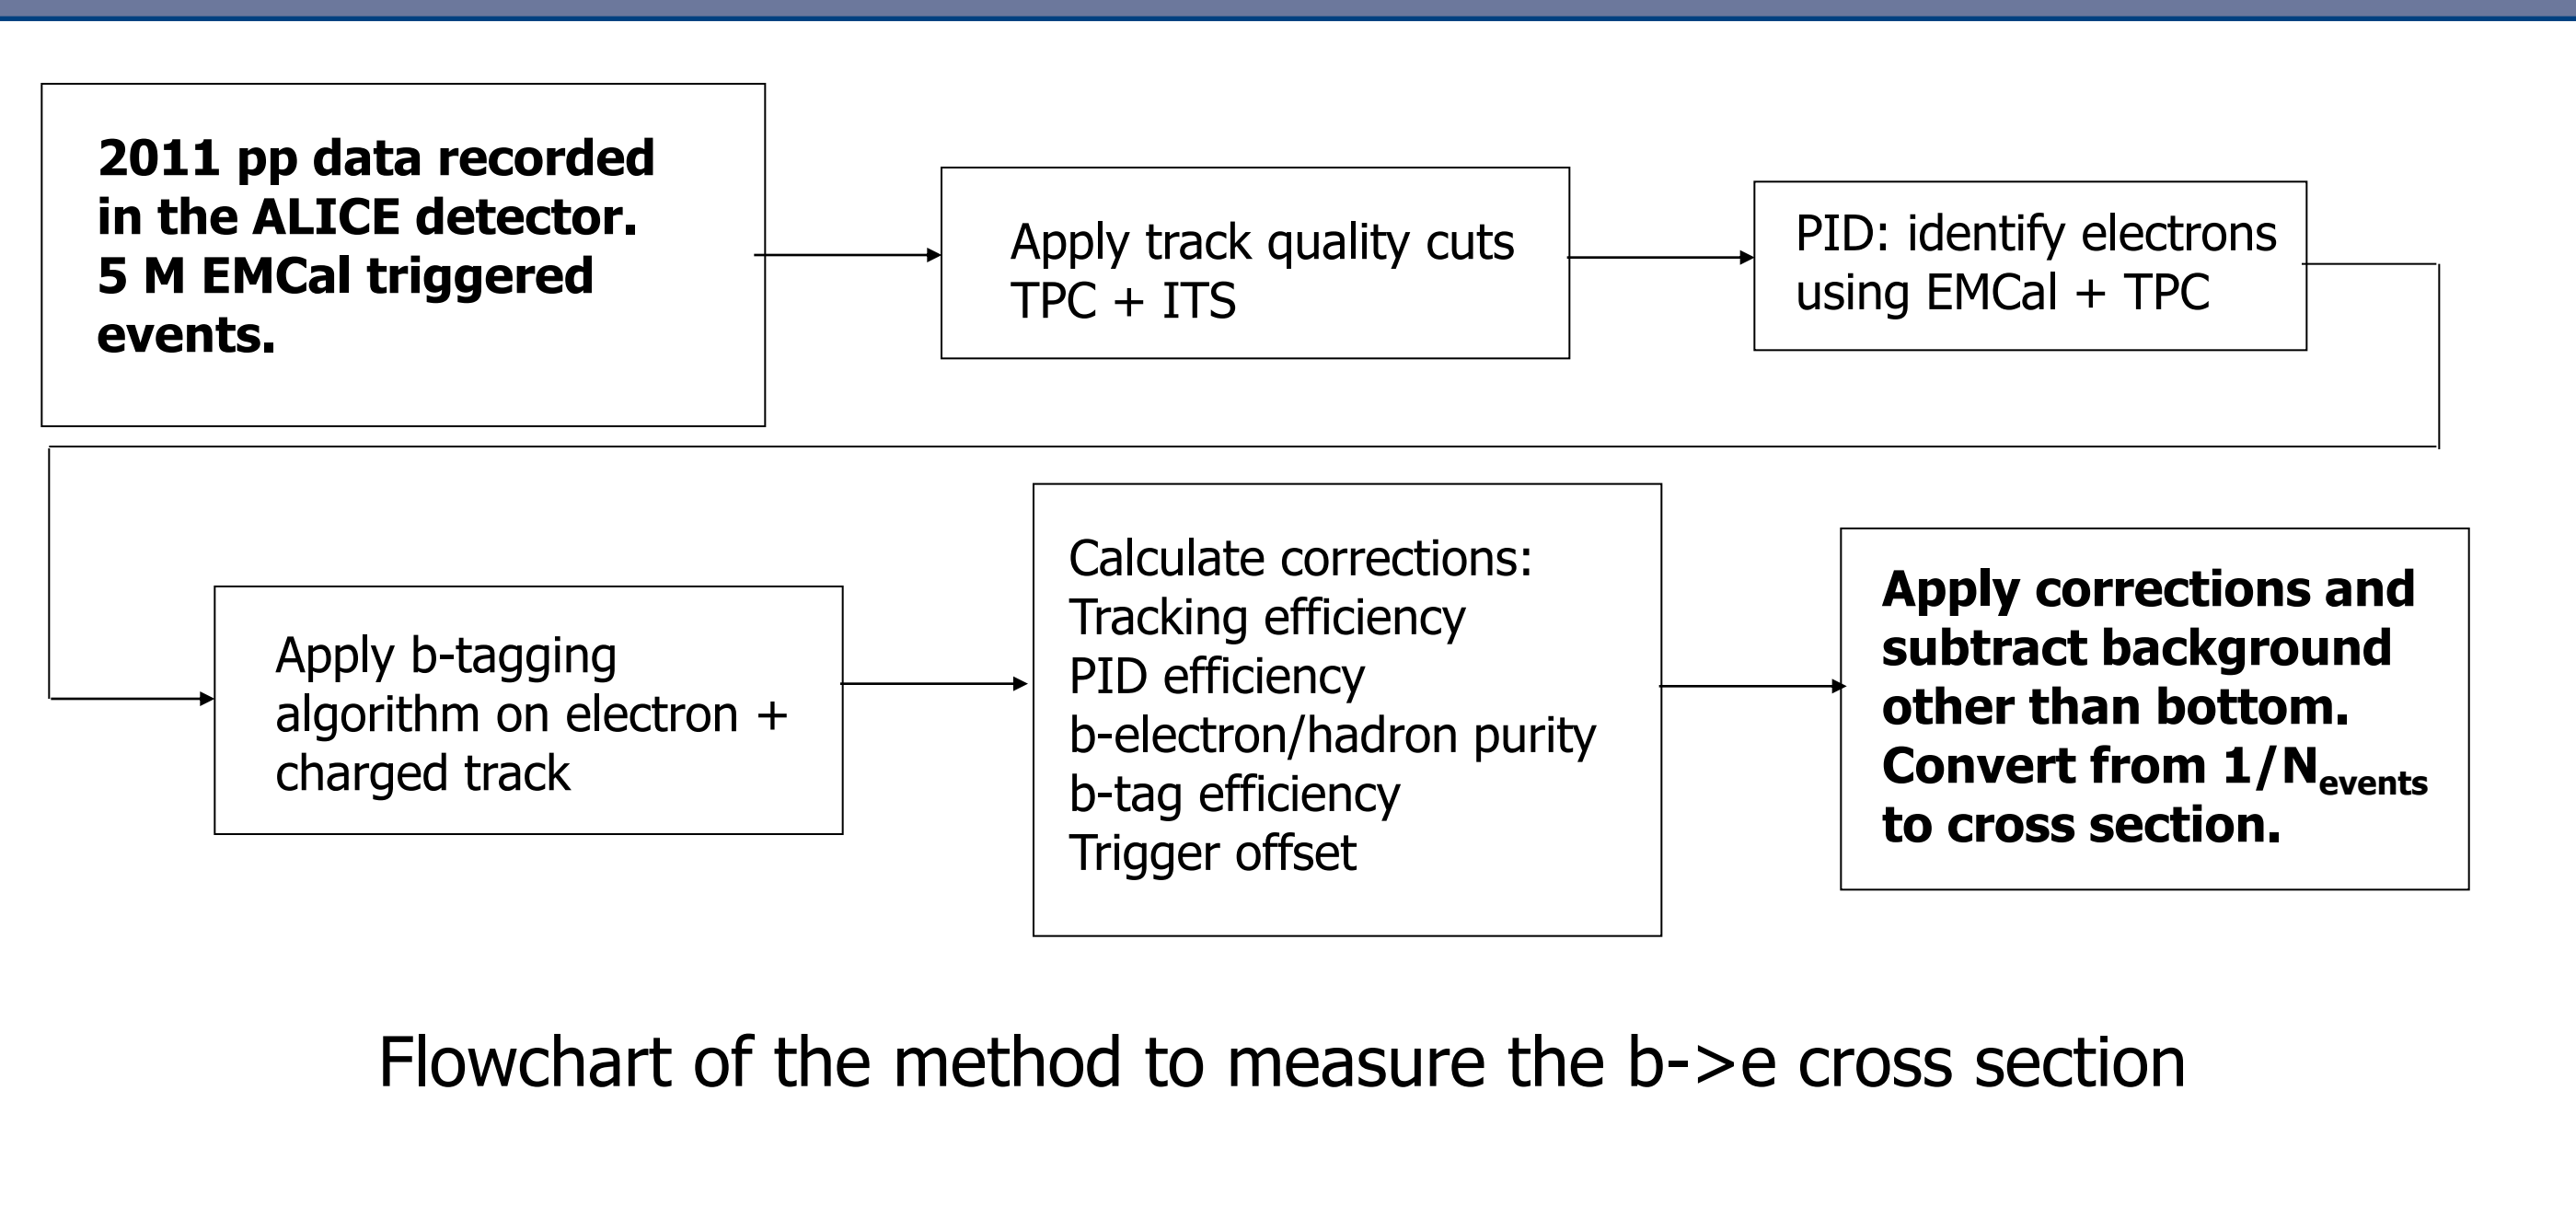 2011 pp data recorded
in the ALICE detector.
5 M EMCal triggered
events.
Apply track quality cuts
TPC + ITS
PID: identify electrons
using EMCal + TPC
Apply b-tagging
algorithm on electron +
charged track
Calculate corrections:
Tracking efficiency
PID efficiency
b-electron/hadron purity
b-tag efficiency
Trigger offset
Apply corrections and
subtract background
other than bottom.
Convert from 1/Nevents
to cross section.
Flowchart of the method to measure the b->e cross section